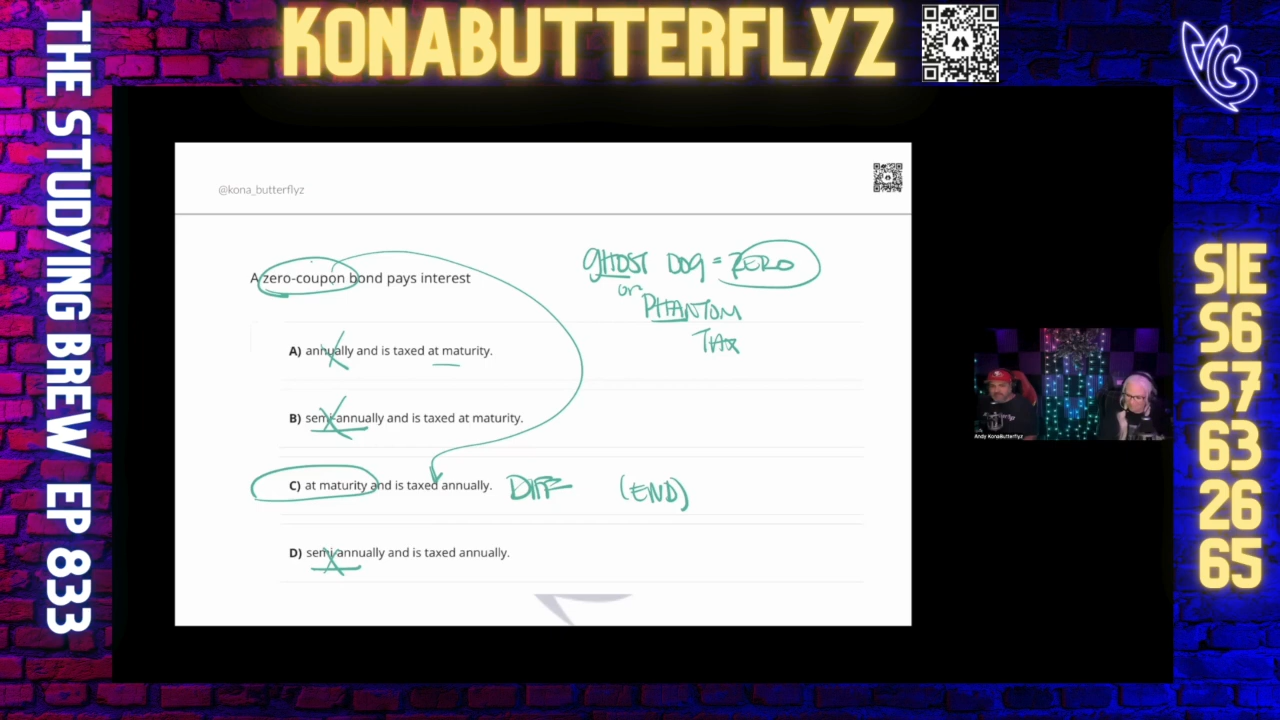 KONABUTTERFLYZ
THE STUDYING BREW EP 833
@kona_butterflyz
A zero-coupon bond pays interest
GHOST DOG = ZERO
or
PHANTOM
TAX
A) annually and is taxed at maturity.
B) semi-annually and is taxed at maturity.
C) at maturity and is taxed annually. DIFF (END)
D) semi-annually and is taxed annually.
Andy KonaButterflyz
SIE
S6
S7
63
26
65